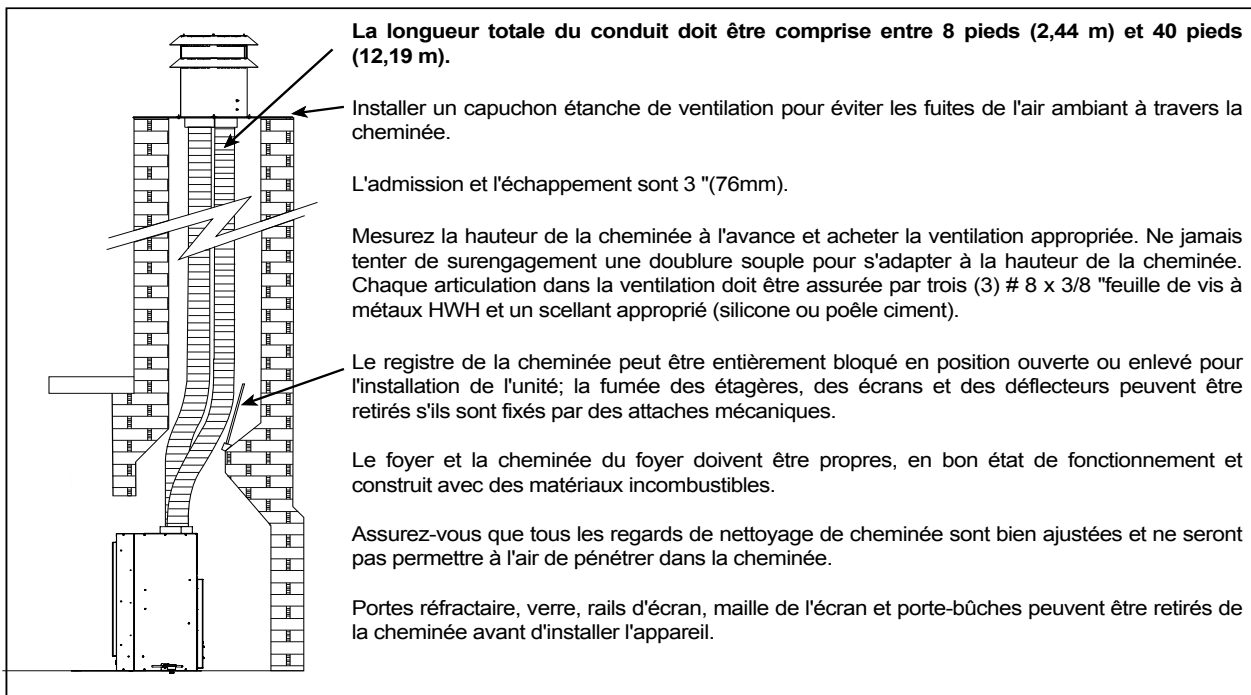 La longueur totale du conduit doit être comprise entre 8 pieds (2,44 m) et 40 pieds
(12,19 m).
Installer un capuchon étanche de ventilation pour éviter les fuites de l'air ambiant à travers la
cheminée.
L'admission et l'échappement sont 3 "(76mm).
Mesurez la hauteur de la cheminée à l'avance et acheter la ventilation appropriée. Ne jamais
tenter de surengagement une doublure souple pour s'adapter à la hauteur de la cheminée.
Chaque articulation dans la ventilation doit être assurée par trois (3) # 8 x 3/8 "feuille de vis à
métaux HWH et un scellant approprié (silicone ou poêle ciment).
Le registre de la cheminée peut être entièrement bloqué en position ouverte ou enlevé pour
l'installation de l'unité; la fumée des étagères, des écrans et des déflecteurs peuvent être
retirés s'ils sont fixés par des attaches mécaniques.
Le foyer et la cheminée du foyer doivent être propres, en bon état de fonctionnement et
construit avec des matériaux incombustibles.
Assurez-vous que tous les regards de nettoyage de cheminée sont bien ajustées et ne seront
pas permettre à l'air de pénétrer dans la cheminée.
Portes réfractaire, verre, rails d'écran, maille de l'écran et porte-bûches peuvent être retirés de
la cheminée avant d'installer l'appareil.